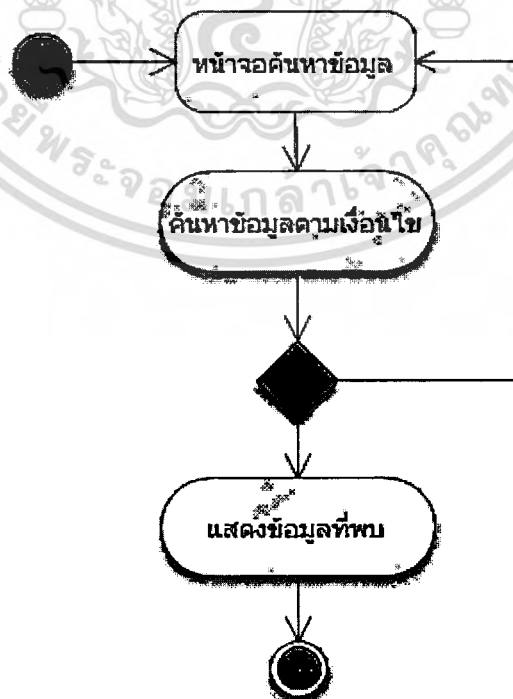 หน้าจอค้นหาข้อมูล
ค้นหาข้อมูลตามเงื่อนไข
แสดงข้อมูลที่พบ